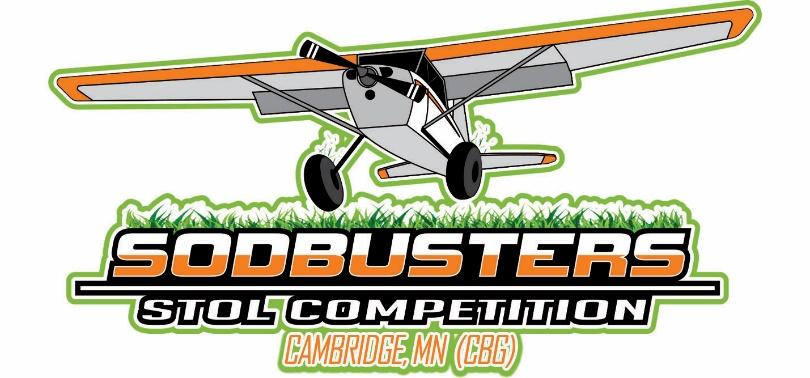 SODBUSTERS
STOL COMPETITION
CAMBRIDGE, MN (CBG)